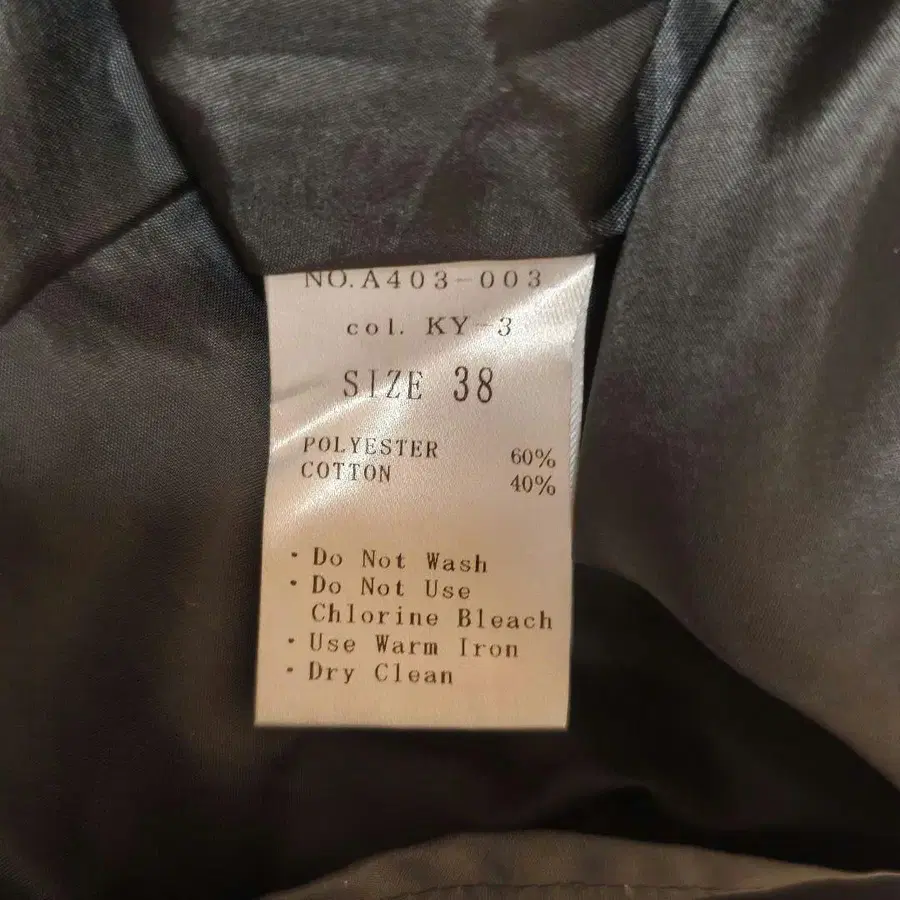 NO.A403-003
col. KY-3
SIZE 38
POLYESTER 60%
COTTON 40%
・Do Not Wash
・Do Not Use
Chlorine Bleach
・Use Warm Iron
・Dry Clean